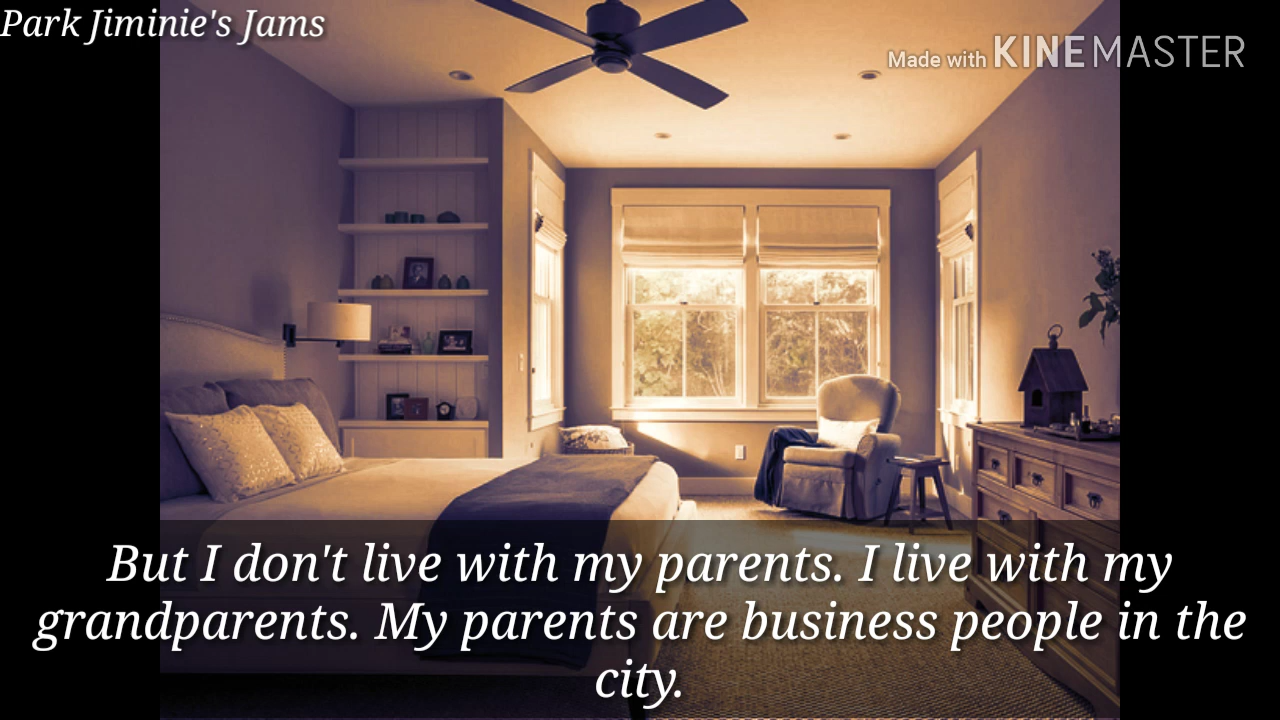 Park Jiminie's Jams
Made with KINEMASTER
But I don't live with my parents. I live with my
grandparents. My parents are business people in the
city.